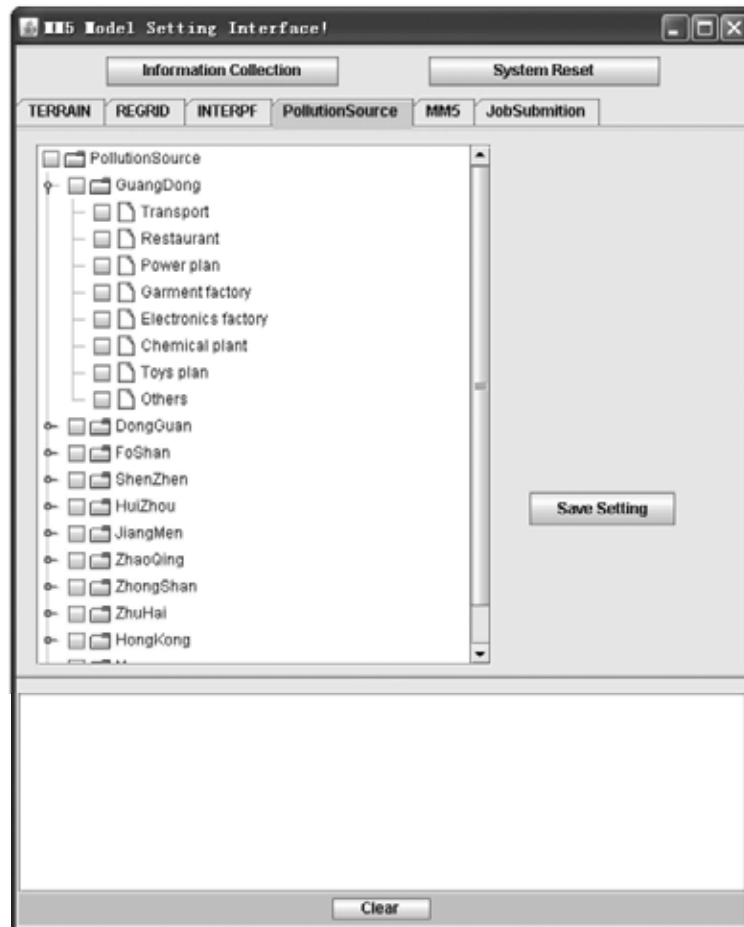 MM5 Model Setting Interface!
Information Collection System Reset
TERRAIN REGRID INTERPF PollutionSource MM5 JobSubmition
PollutionSource
GuangDong
Transport
Restaurant
Power plan
Garment factory
Electronics factory
Chemical plant
Toys plan
Others
DongGuan
FoShan
ShenZhen
HuiZhou
Save Setting
JiangMen
ZhaoQing
ZhongShan
ZhuHai
HongKong
Clear